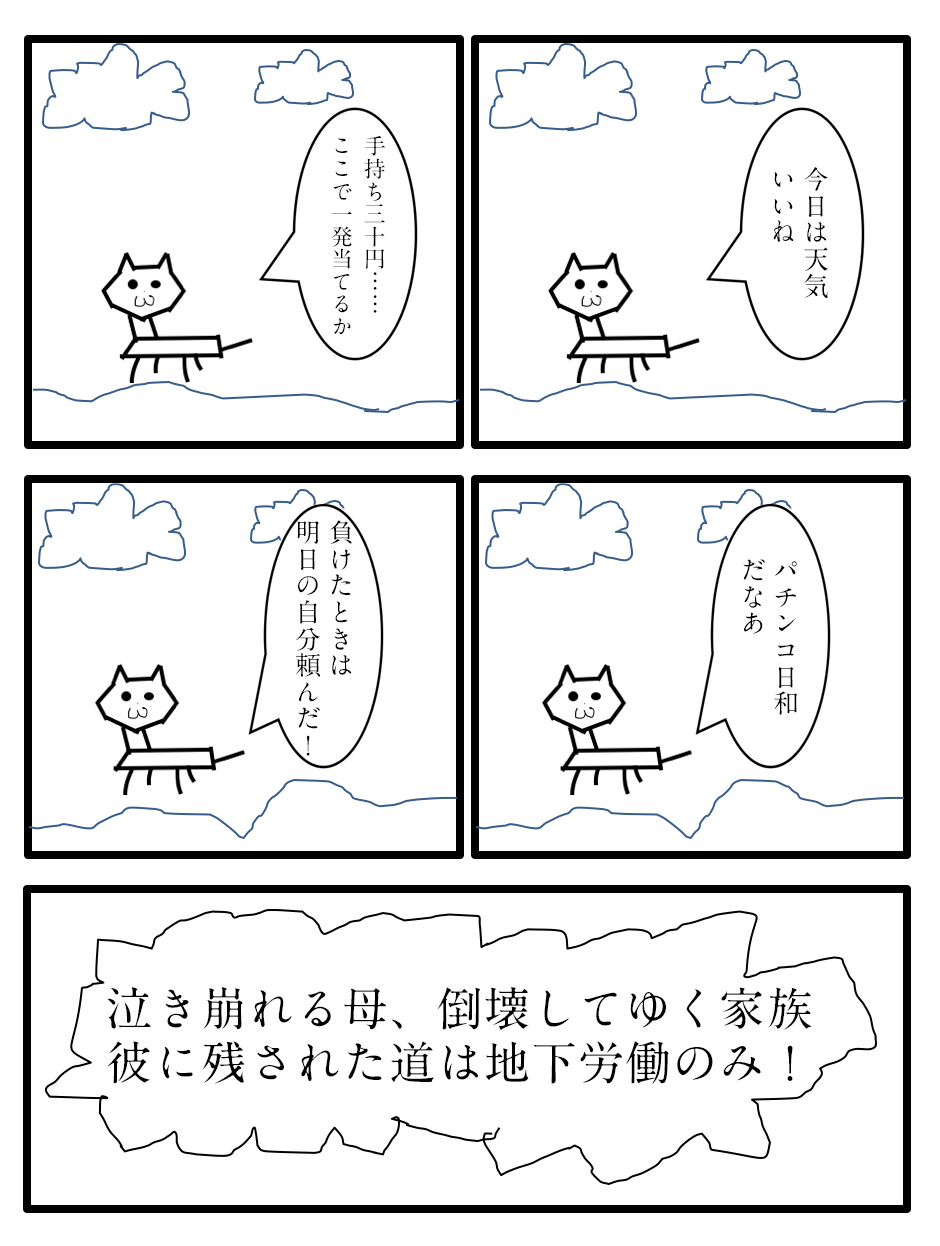 今日は天気
いいね
手持ち三十円……
ここで一発当てるか
パチンコ日和
だなあ
負けたときは
明日の自分頼んだ！
泣き崩れる母、倒壊してゆく家族
彼に残された道は地下労働のみ！